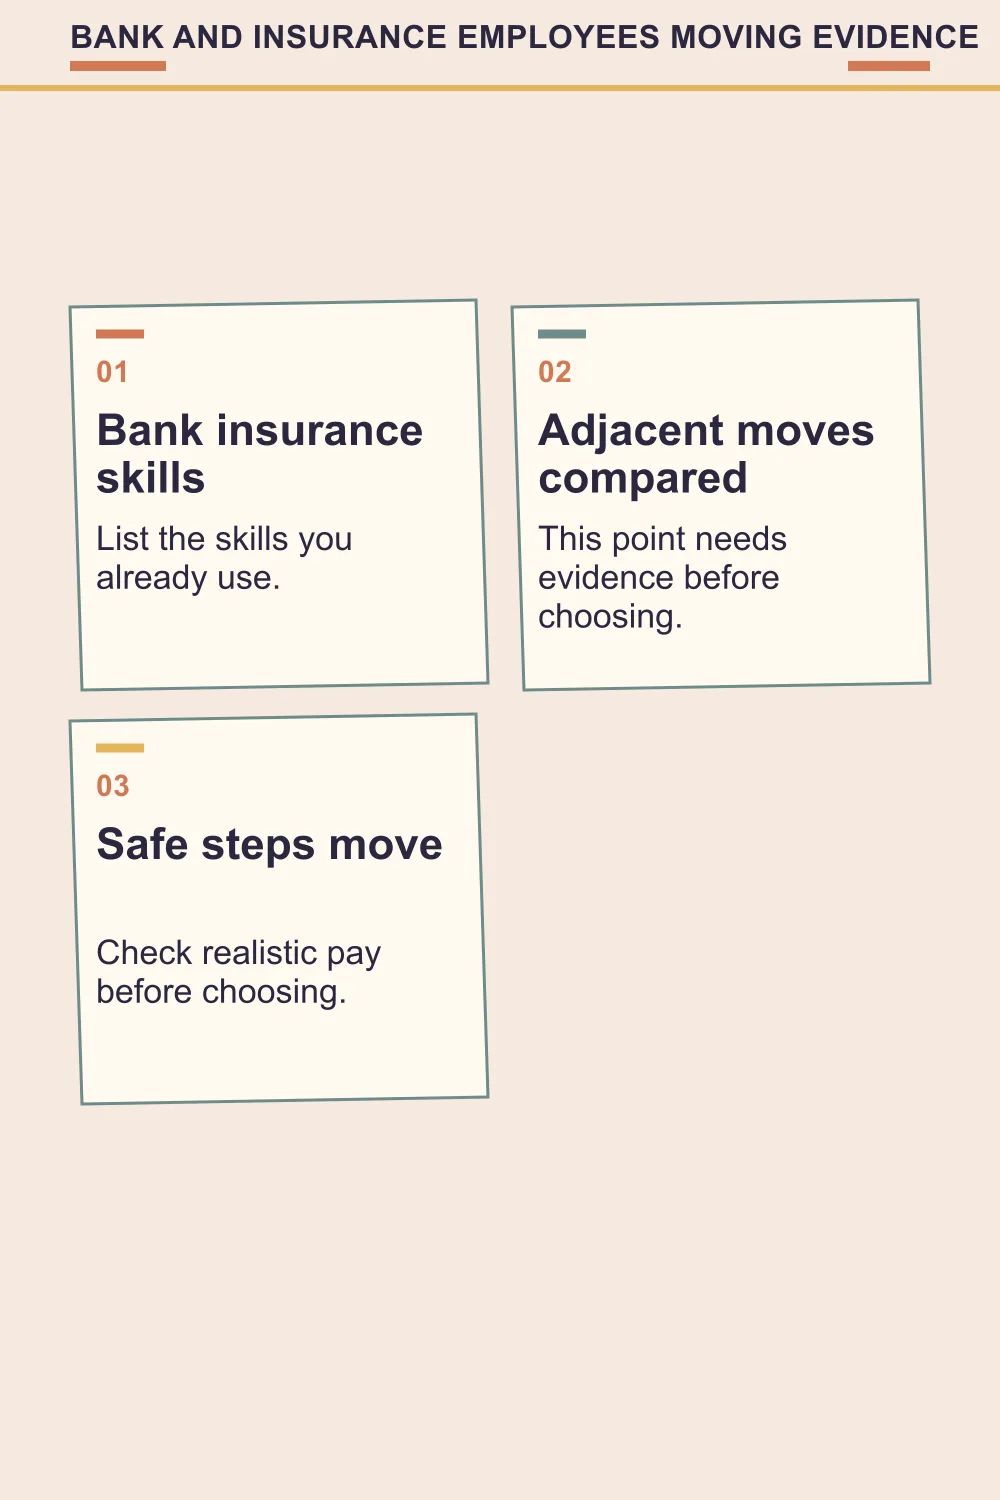 BANK AND INSURANCE EMPLOYEES MOVING EVIDENCE
01
Bank insurance
skills
List the skills you
already use.
02
Adjacent moves
compared
This point needs
evidence before
choosing.
03
Safe steps move
Check realistic pay
before choosing.